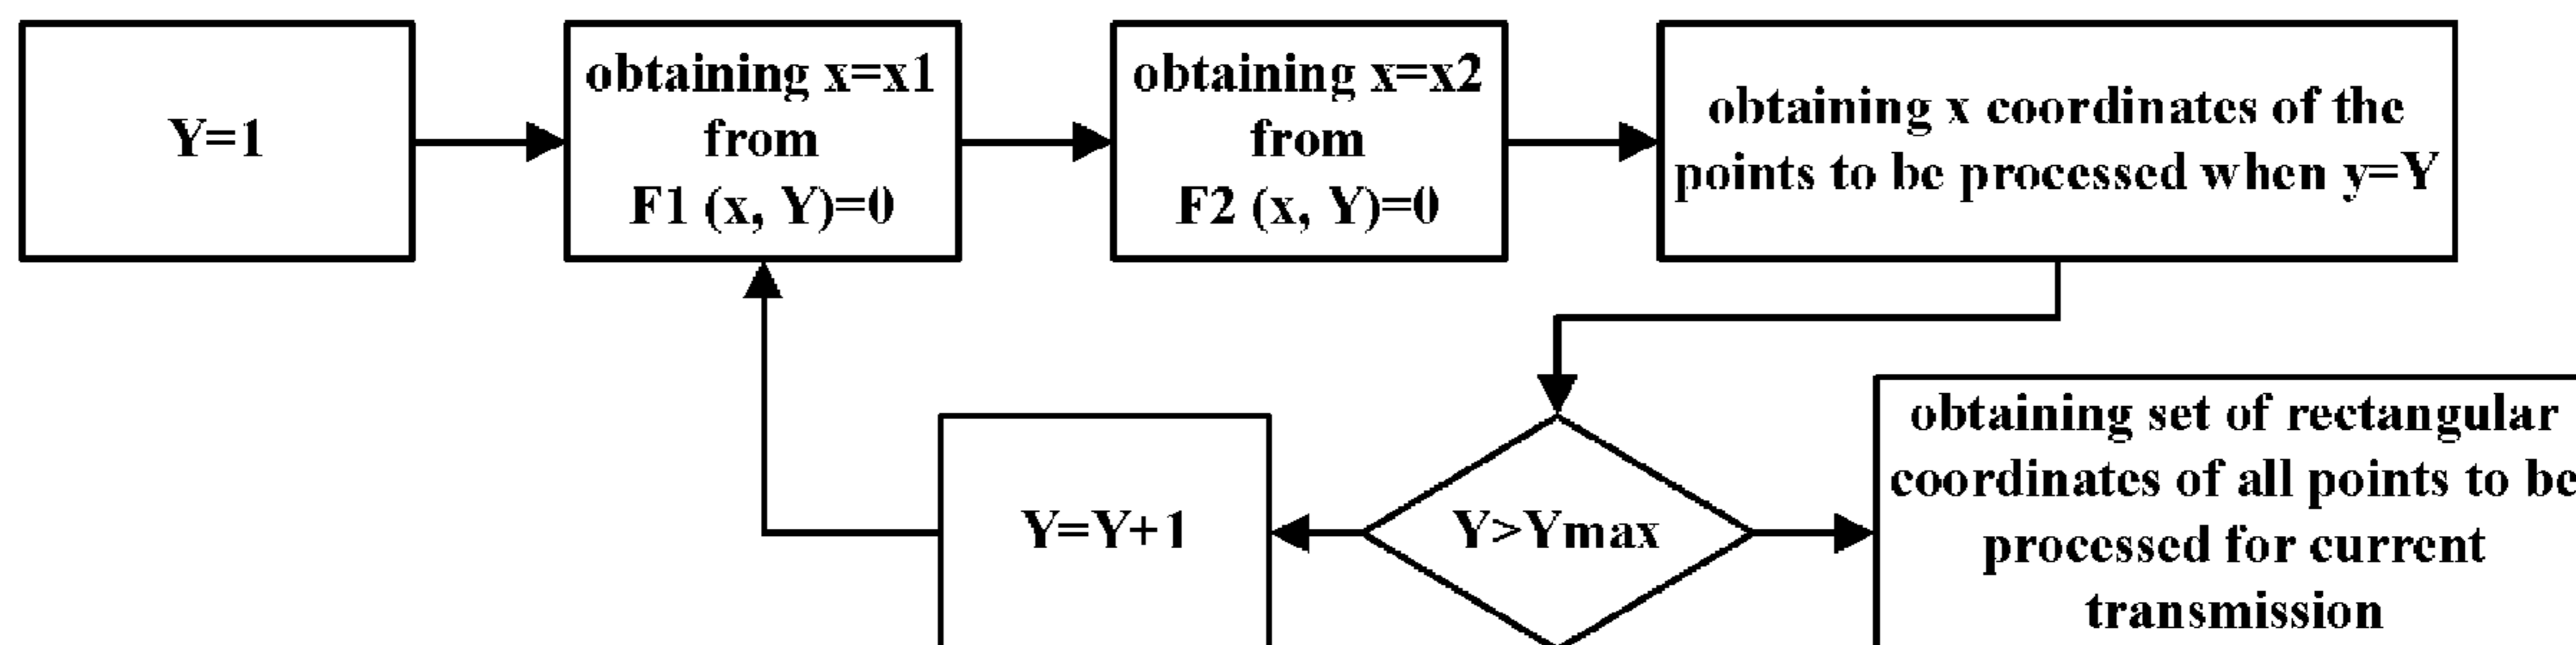 Y=1
obtaining x=x1
from
F1 (x, Y)=0
obtaining x=x2
from
F2 (x, Y)=0
obtaining x coordinates of the
points to be processed when y=Y
Y=Y+1
Y>Ymax
obtaining set of rectangular
coordinates of all points to be
processed for current
transmission